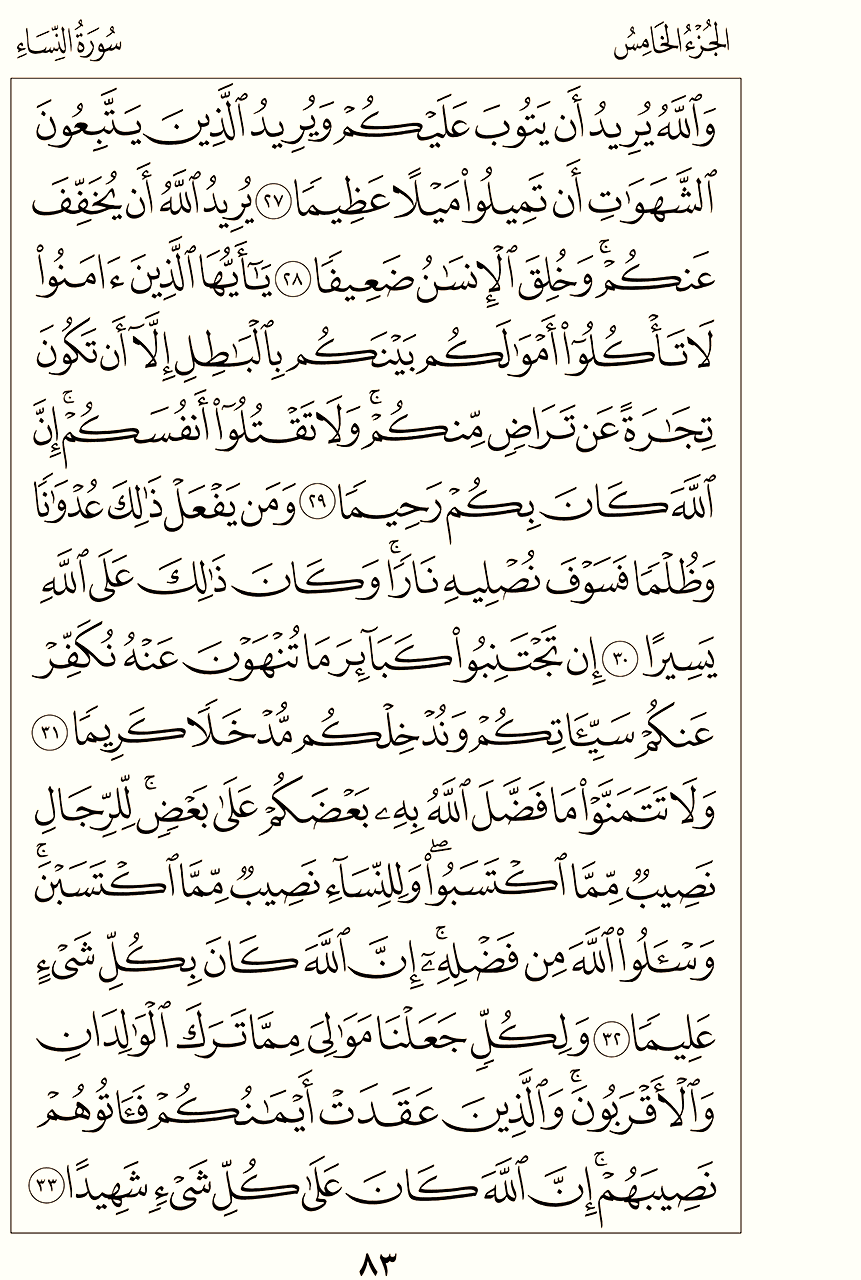 الجُزْءُ الخَامِسُ
سُورَةُ النِّسَاءِ
وَٱللَّهُ يُرِيدُ أَن يَتُوبَ عَلَيۡكُمۡ وَيُرِيدُ ٱلَّذِينَ يَتَّبِعُونَ
ٱلشَّهَوَٰتِ أَن تَمِيلُواْ مَيۡلًا عَظِيمٗا ٢٧ يُرِيدُ ٱللَّهُ أَن يُخَفِّفَ
عَنكُمۡۚ وَخُلِقَ ٱلۡإِنسَٰنُ ضَعِيفٗا ٢٨ يَٰٓأَيُّهَا ٱلَّذِينَ ءَامَنُواْ
لَا تَأۡكُلُوٓاْ أَمۡوَٰلَكُم بَيۡنَكُم بِٱلۡبَٰطِلِ إِلَّآ أَن تَكُونَ
تِجَٰرَةً عَن تَرَاضٖ مِّنكُمۡۚ وَلَا تَقۡتُلُوٓاْ أَنفُسَكُمۡۚ إِنَّ
ٱللَّهَ كَانَ بِكُمۡ رَحِيمٗا ٢٩ وَمَن يَفۡعَلۡ ذَٰلِكَ عُدۡوَٰنٗا
وَظُلۡمٗا فَسَوۡفَ نُصۡلِيهِ نَارٗاۚ وَكَانَ ذَٰلِكَ عَلَى ٱللَّهِ
يَسِيرًا ٣٠ إِن تَجۡتَنِبُواْ كَبَآئِرَ مَا تُنۡهَوۡنَ عَنۡهُ نُكَفِّرۡ
عَنكُمۡ سَيِّـَٔاتِكُمۡ وَنُدۡخِلۡكُم مُّدۡخَلٗا كَرِيمٗا ٣١
وَلَا تَتَمَنَّوۡاْ مَا فَضَّلَ ٱللَّهُ بِهِۦ بَعۡضَكُمۡ عَلَىٰ بَعۡضٖۚ لِّلرِّجَالِ
نَصِيبٞ مِّمَّا ٱكۡتَسَبُواْۖ وَلِلنِّسَآءِ نَصِيبٞ مِّمَّا ٱكۡتَسَبۡنَۚ
وَسۡـَٔلُواْ ٱللَّهَ مِن فَضۡلِهِۦٓۚ إِنَّ ٱللَّهَ كَانَ بِكُلِّ شَيۡءٍ
عَلِيمٗا ٣٢ وَلِكُلّٖ جَعَلۡنَا مَوَٰلِيَ مِمَّا تَرَكَ ٱلۡوَٰلِدَانِ
وَٱلۡأَقۡرَبُونَۚ وَٱلَّذِينَ عَقَدَتۡ أَيۡمَٰنُكُمۡ فَـَٔاتُوهُمۡ
نَصِيبَهُمۡۚ إِنَّ ٱللَّهَ كَانَ عَلَىٰ كُلِّ شَيۡءٖ شَهِيدًا ٣٣
٨٣